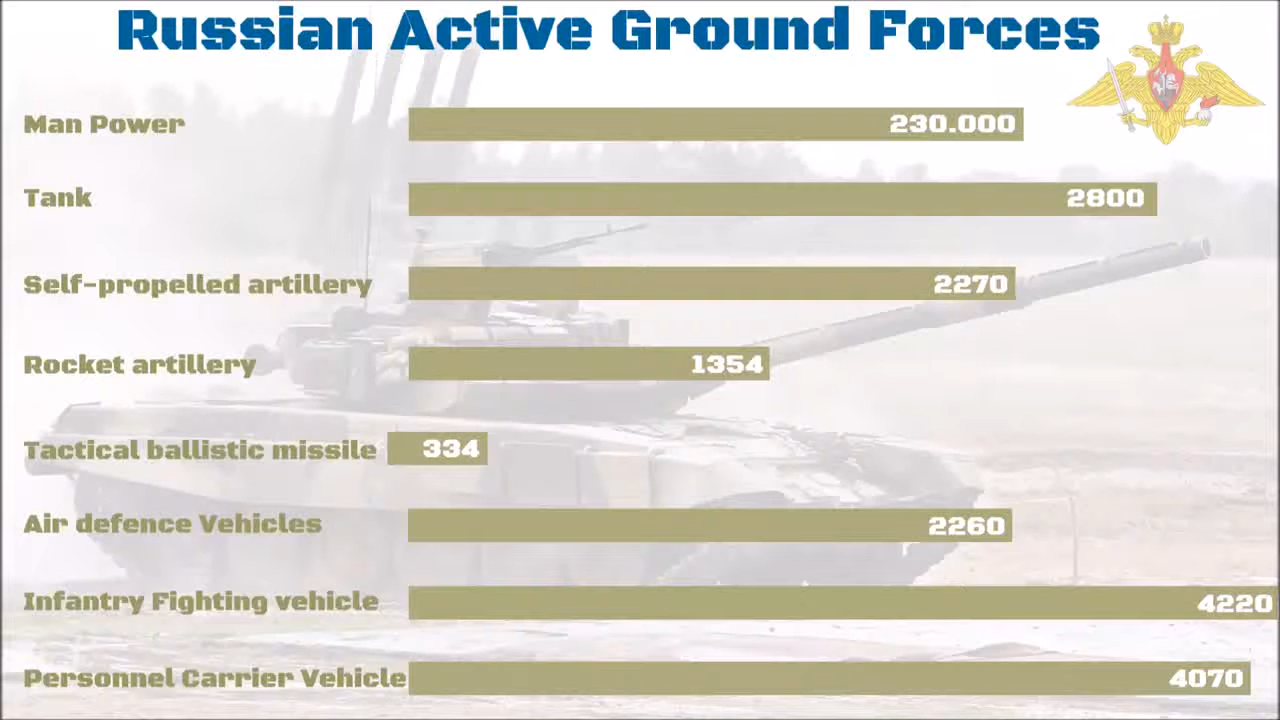 Russian Active Ground Forces
Man Power 230.000
Tank 2800
Self-propelled artillery 2270
Rocket artillery 1354
Tactical ballistic missile 334
Air defence Vehicles 2260
Infantry Fighting vehicle 4220
Personnel Carrier Vehicle 4070